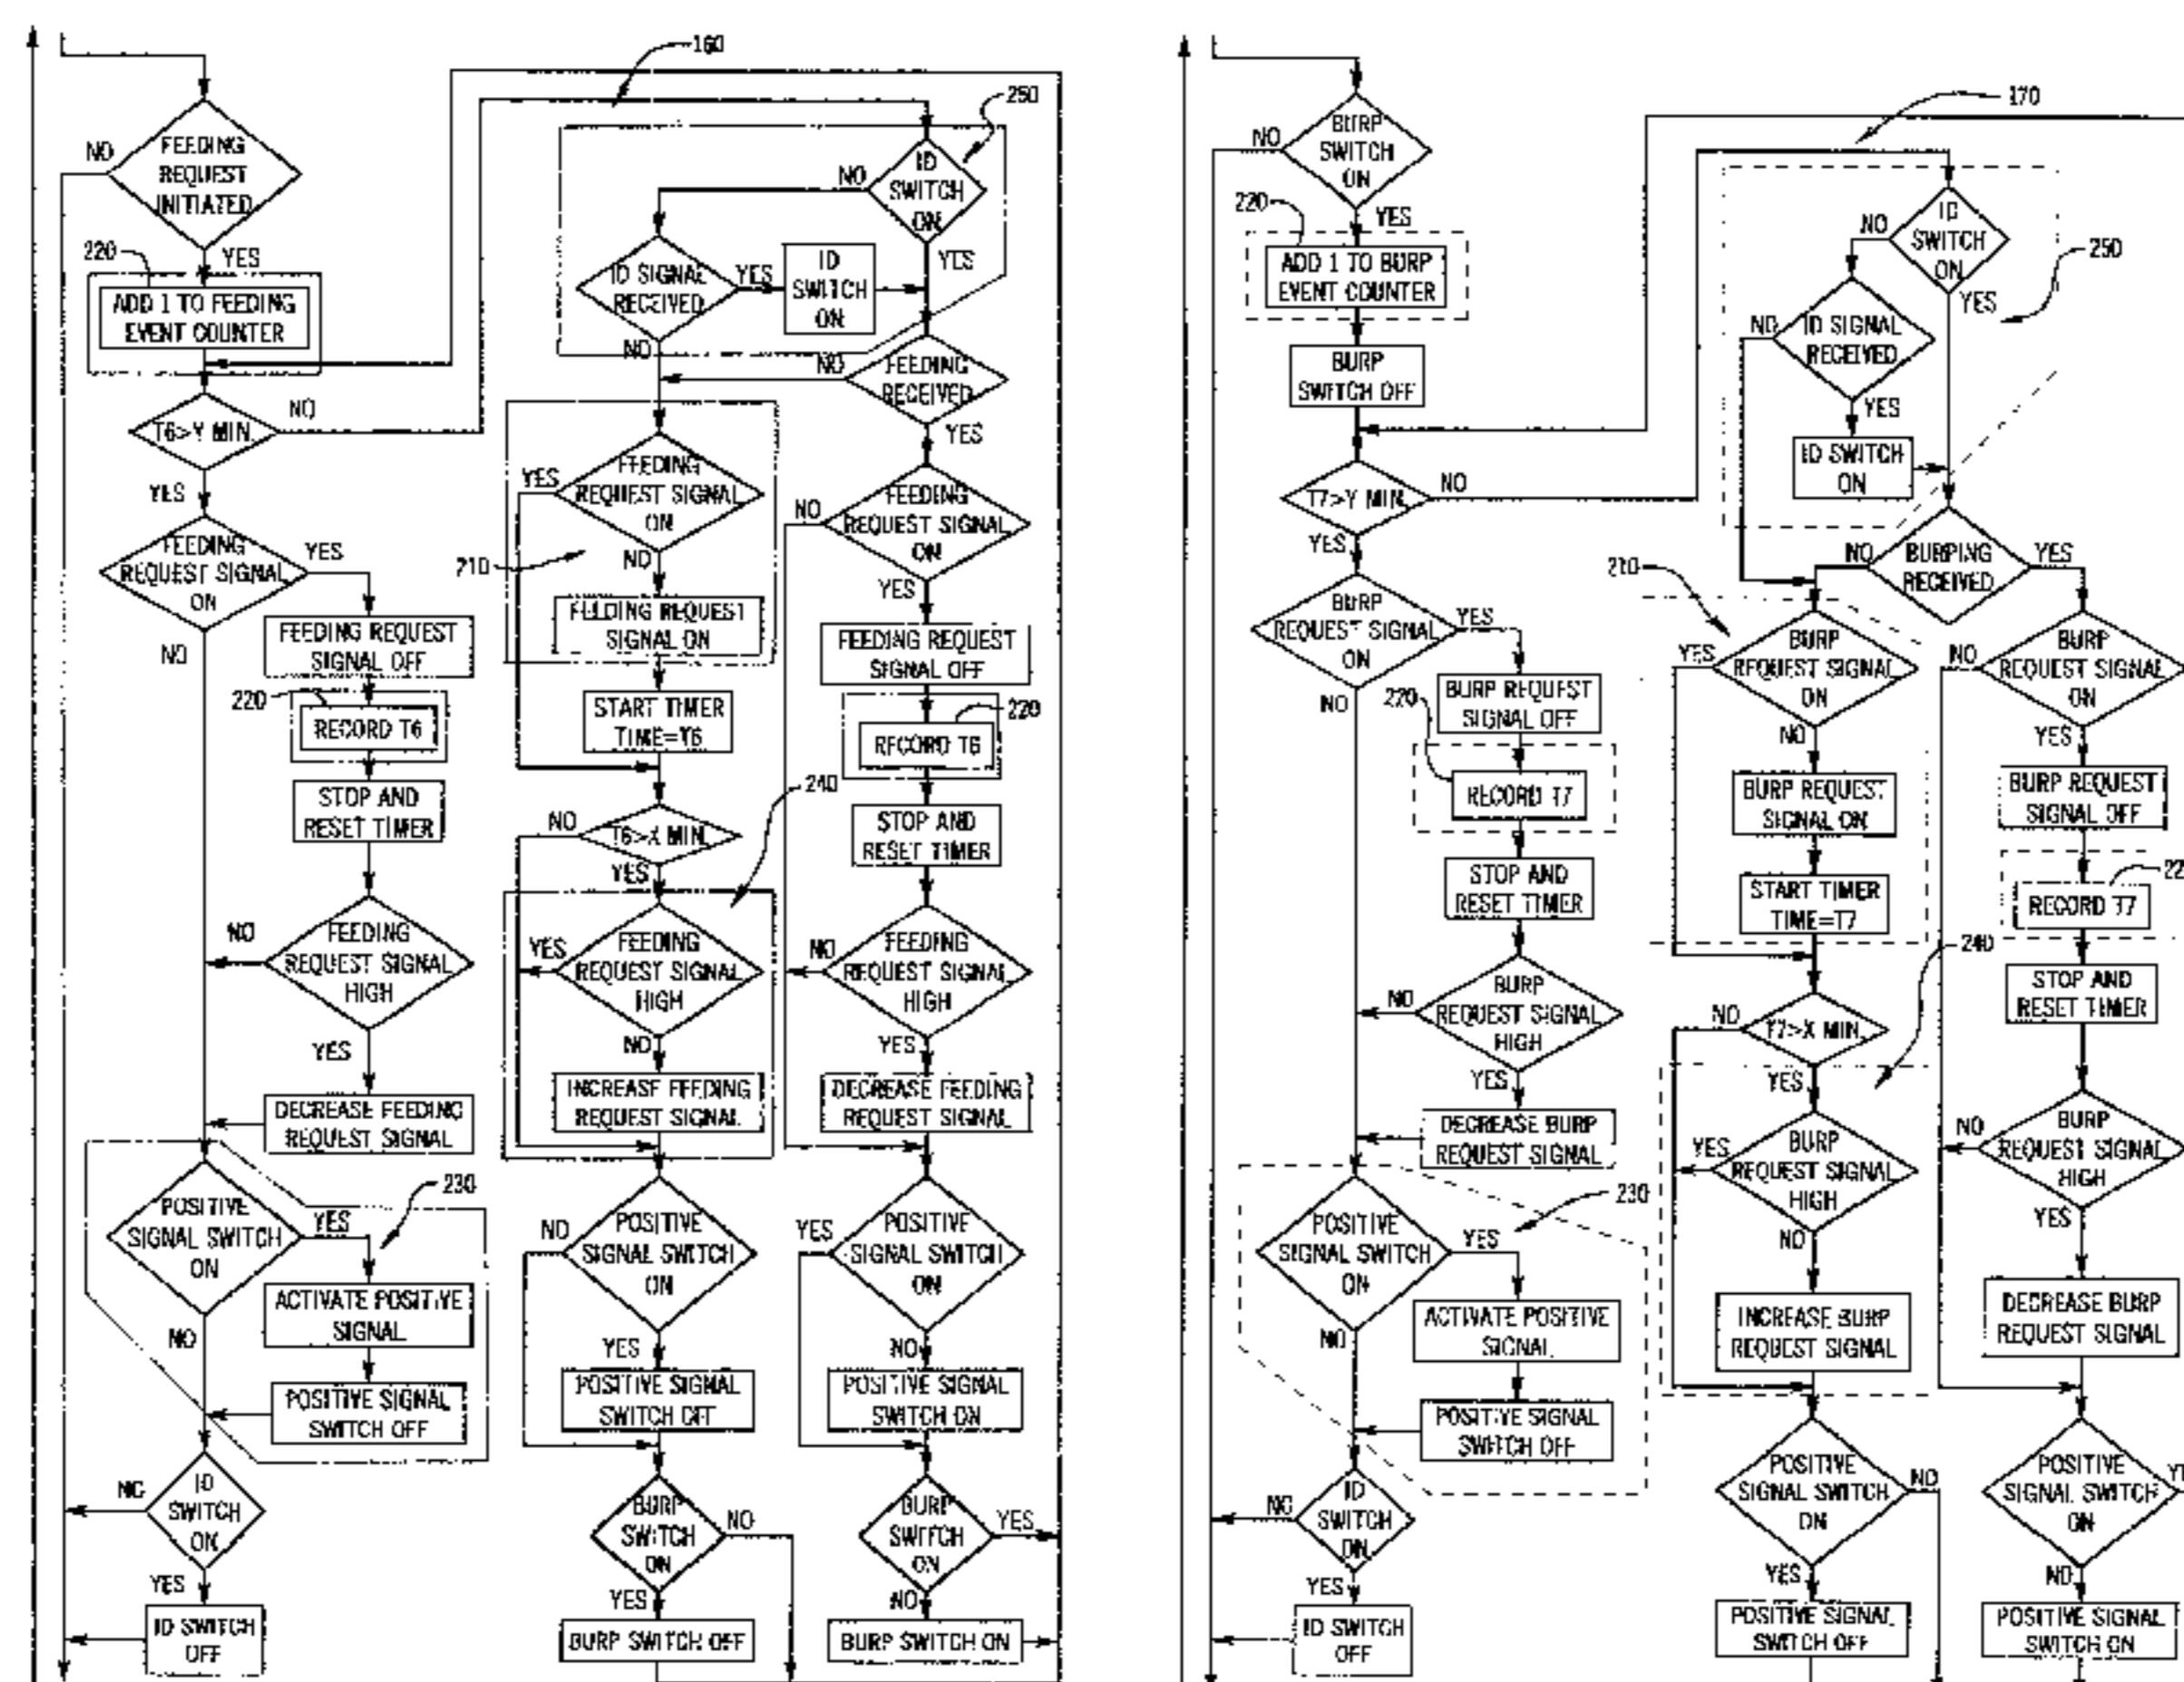 160
FEEDING
REQUEST
INITIATED
NO
YES
220
ADD 1 TO FEEDING
EVENT COUNTER
T6>Y MIN.
NO
YES
FEEDING
REQUEST SIGNAL
ON
YES
NO
FEEDING REQUEST
SIGNAL OFF
220
RECORD T6
STOP AND
RESET TIMER
FEEDING
REQUEST SIGNAL
HIGH
NO
YES
DECREASE FEEDING
REQUEST SIGNAL
230
POSITIVE
SIGNAL SWITCH
ON
YES
NO
ACTIVATE POSITIVE
SIGNAL
POSITIVE SIGNAL
SWITCH OFF
ID
SWITCH
ON
NO
YES
ID SWITCH
OFF
250
ID
SWITCH
ON
NO
YES
ID SIGNAL
RECEIVED
YES
NO
ID
SWITCH
ON
FEEDING
RECEIVED
NO
YES
210
FEEDING
REQUEST SIGNAL
ON
YES
NO
FEEDING REQUEST
SIGNAL ON
START TIMER
TIME=T6
240
T6>X MIN.
NO
YES
FEEDING
REQUEST SIGNAL
HIGH
YES
NO
INCREASE FEEDING
REQUEST SIGNAL
POSITIVE
SIGNAL SWITCH
ON
NO
YES
POSITIVE SIGNAL
SWITCH OFF
BURP
SWITCH
ON
NO
YES
BURP SWITCH OFF
FEEDING
REQUEST SIGNAL
ON
NO
YES
FEEDING REQUEST
SIGNAL OFF
220
RECORD T6
STOP AND
RESET TIMER
FEEDING
REQUEST SIGNAL
HIGH
NO
YES
DECREASE FEEDING
REQUEST SIGNAL
POSITIVE
SIGNAL SWITCH
ON
YES
NO
POSITIVE SIGNAL
SWITCH ON
BURP
SWITCH
ON
YES
NO
BURP SWITCH ON
170
BURP
SWITCH
ON
NO
YES
220
ADD 1 TO BURP
EVENT COUNTER
BURP
SWITCH OFF
T7>Y MIN.
NO
YES
BURP
REQUEST SIGNAL
ON
YES
NO
BURP REQUEST
SIGNAL OFF
220
RECORD T7
STOP AND
RESET TIMER
BURP
REQUEST SIGNAL
HIGH
NO
YES
DECREASE BURP
REQUEST SIGNAL
230
POSITIVE
SIGNAL SWITCH
ON
YES
NO
ACTIVATE POSITIVE
SIGNAL
POSITIVE SIGNAL
SWITCH OFF
ID
SWITCH
ON
NO
YES
ID SWITCH
OFF
250
ID
SWITCH
ON
NO
YES
ID SIGNAL
RECEIVED
NO
YES
ID SWITCH
ON
BURPING
RECEIVED
NO
YES
210
BURP
REQUEST SIGNAL
ON
YES
NO
BURP REQUEST
SIGNAL ON
START TIMER
TIME=T7
240
T7>X MIN.
NO
YES
BURP
REQUEST SIGNAL
HIGH
YES
NO
INCREASE BURP
REQUEST SIGNAL
POSITIVE
SIGNAL SWITCH
ON
NO
YES
POSITIVE SIGNAL
SWITCH OFF
BURP
REQUEST SIGNAL
ON
NO
YES
BURP REQUEST
SIGNAL OFF
RECORD T7
STOP AND
RESET TIMER
BURP
REQUEST SIGNAL
HIGH
NO
YES
DECREASE BURP
REQUEST SIGNAL
POSITIVE
SIGNAL SWITCH
ON
NO
POSITIVE SIGNAL
SWITCH ON